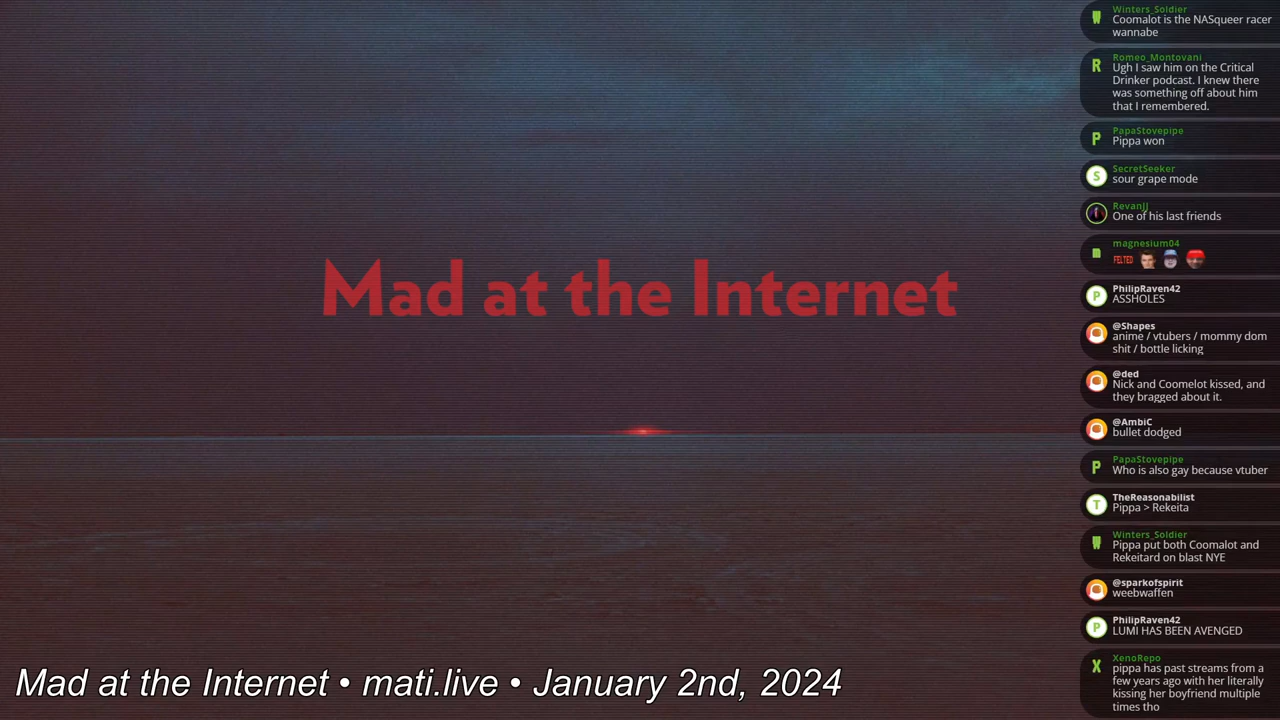 Mad at the Internet
Mad at the Internet • mati.live • January 2nd, 2024
W
Winters_Soldier
Coomalot is the NASqueer racer
wannabe
R
Romeo_Montovani
Ugh I saw him on the Critical
Drinker podcast. I knew there
was something off about him
that I remembered.
P
PapaStovepipe
Pippa won
S
SecretSeeker
sour grape mode
RevanJJ
One of his last friends
m
magnesium04
FELTED
P
PhilipRaven42
ASSHOLES
@Shapes
anime / vtubers / mommy dom
shit / bottle licking
@ded
Nick and Coomelot kissed, and
they bragged about it.
@AmbiC
bullet dodged
P
PapaStovepipe
Who is also gay because vtuber
T
TheReasonabilist
Pippa > Rekeita
W
Winters_Soldier
Pippa put both Coomalot and
Rekeitard on blast NYE
@sparkofspirit
weebwaffen
P
PhilipRaven42
LUMI HAS BEEN AVENGED
X
XenoRepo
pippa has past streams from a
few years ago with her literally
kissing her boyfriend multiple
times tho